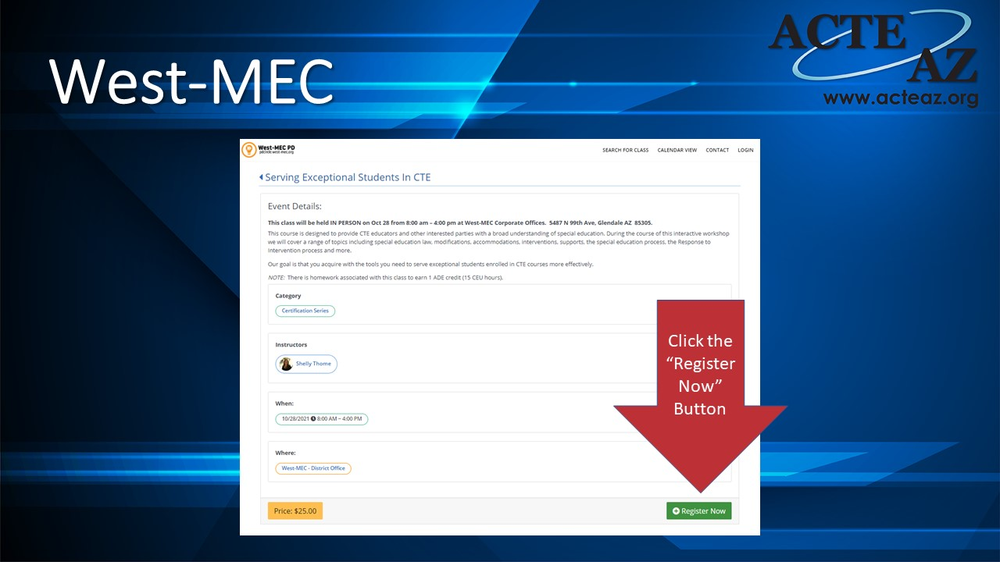 West-MEC
ACTE
AZ
www.acteaz.org
West-MEC PD
SEARCH FOR CLASS CALENDAR VIEW CONTACT LOGIN
Serving Exceptional Students In CTE
Event Details:
This class will be held IN PERSON on Oct 28 from 8:00 am – 4:00 pm at West-MEC Corporate Offices. 5487 N 99th Ave, Glendale AZ 85305.
This course is designed to provide CTE educators and other interested parties with a broad understanding of special education. During the course of this interactive workshop
we will cover a range of topics including special education law, modifications, accommodations, interventions, supports, the special education process, the Response to
Intervention process and more.
Our goal is that you acquire with the tools you need to serve exceptional students enrolled in CTE courses more effectively.
NOTE: There is homework associated with this class to earn 1 ADE credit (15 CEU hours).
Category
Certification Series
Instructors
Shelly Thome
When:
10/28/2021 8:00 AM – 4:00 PM
Where:
West-MEC - District Office
Click the
“Register
Now”
Button
Price: $25.00
Register Now